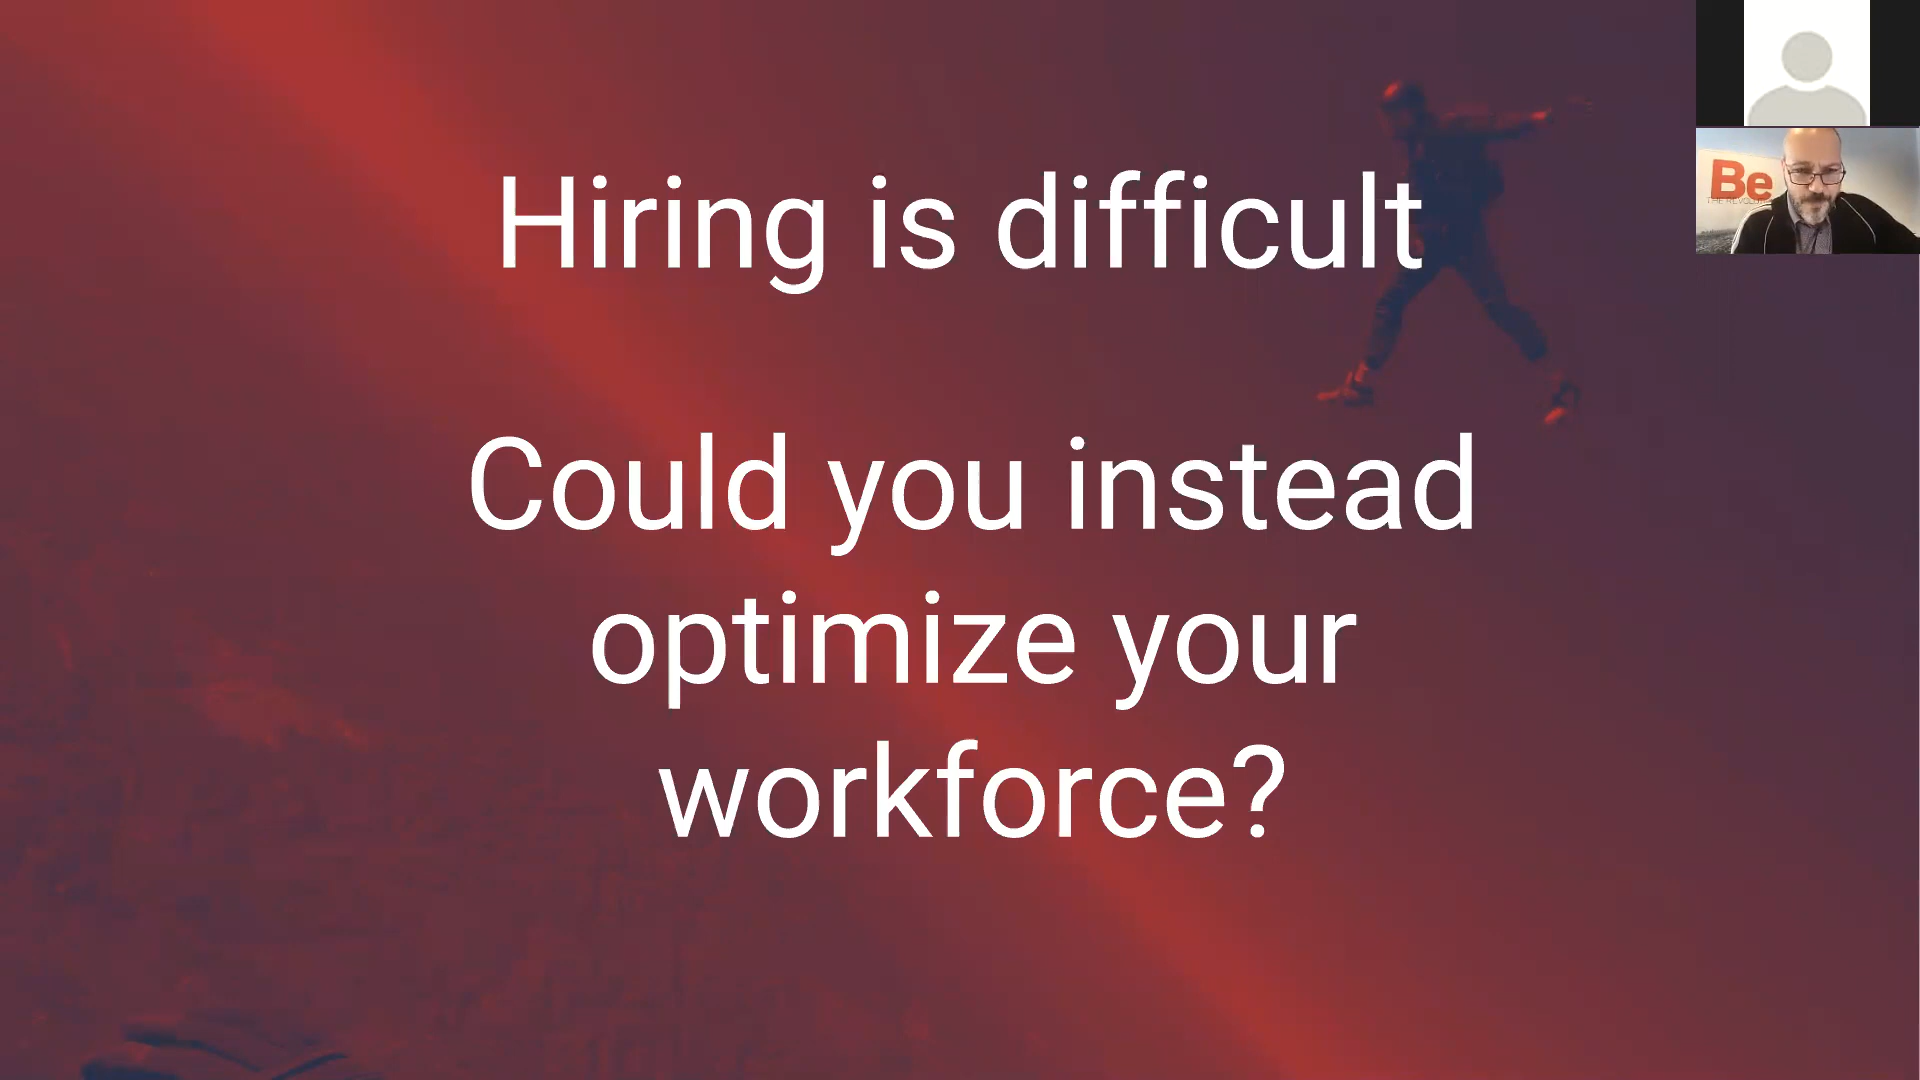 Hiring is difficult
Could you instead
optimize your
workforce?
Be